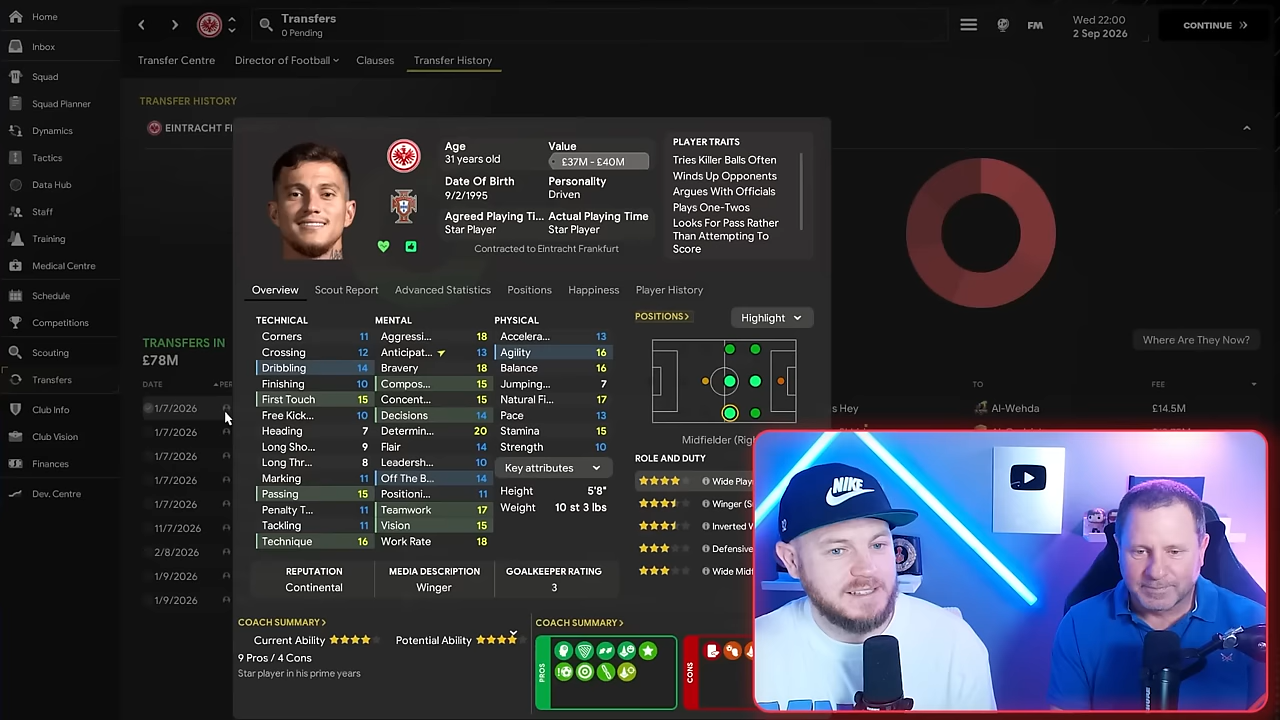 Home
Inbox
Squad
Squad Planner
Dynamics
Tactics
Data Hub
Staff
Training
Medical Centre
Schedule
Competitions
Scouting
Transfers
Club Info
Club Vision
Finances
Dev. Centre
Transfers
0 Pending
FM
Wed 22:00
2 Sep 2026
CONTINUE
Transfer Centre
Director of Football
Clauses
Transfer History
TRANSFER HISTORY
EINTRACHT F
TRANSFERS IN
£78M
DATE
PER
1/7/2026
1/7/2026
1/7/2026
1/7/2026
1/7/2026
11/7/2026
2/8/2026
1/9/2026
1/9/2026
Age
31 years old
Value
£37M - £40M
Date Of Birth
9/2/1995
Personality
Driven
Agreed Playing Ti...
Star Player
Actual Playing Time
Star Player
Contracted to Eintracht Frankfurt
PLAYER TRAITS
Tries Killer Balls Often
Winds Up Opponents
Argues With Officials
Plays One-Twos
Looks For Pass Rather
Than Attempting To
Score
Overview
Scout Report
Advanced Statistics
Positions
Happiness
Player History
TECHNICAL
Corners 11
Crossing 12
Dribbling 14
Finishing 10
First Touch 15
Free Kick... 10
Heading 7
Long Sho... 9
Long Thr... 8
Marking 11
Passing 15
Penalty T... 11
Tackling 11
Technique 16
MENTAL
Aggressi... 18
Anticipat... 13
Bravery 18
Compos... 15
Concent... 15
Decisions 14
Determin... 20
Flair 14
Leadersh... 10
Off The B... 14
Positioni... 11
Teamwork 17
Vision 15
Work Rate 18
PHYSICAL
Accelera... 13
Agility 16
Balance 16
Jumping... 7
Natural Fi... 17
Pace 13
Stamina 15
Strength 10
Key attributes
Height 5'8"
Weight 10 st 3 lbs
POSITIONS
Highlight
Midfielder (Righ
ROLE AND DUTY
Wide Play
Winger (S
Inverted W
Defensive
Wide Midf
REPUTATION
Continental
MEDIA DESCRIPTION
Winger
GOALKEEPER RATING
3
COACH SUMMARY
Current Ability
Potential Ability
9 Pros / 4 Cons
Star player in his prime years
COACH SUMMARY
PROS
CONS
Where Are They Now?
TO
FEE
s Hey
Al-Wehda
£14.5M
NIKE